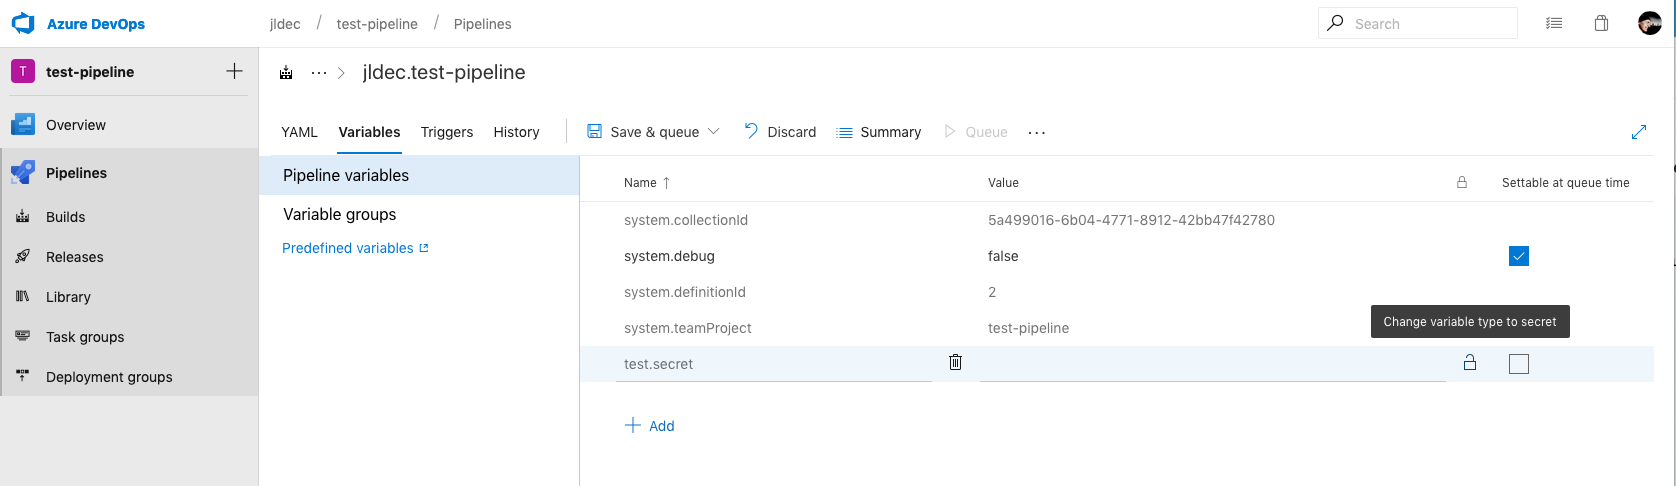 Azure DevOps
jldec / test-pipeline / Pipelines
Search
T test-pipeline
... > jldec.test-pipeline
Overview
Pipelines
Builds
Releases
Library
Task groups
Deployment groups
YAML Variables Triggers History Save & queue Discard Summary Queue ...
Pipeline variables
Variable groups
Predefined variables
Name ↑ Value Settable at queue time
system.collectionId 5a499016-6b04-4771-8912-42bb47f42780
system.debug false
system.definitionId 2
system.teamProject test-pipeline
Change variable type to secret
test.secret
+ Add